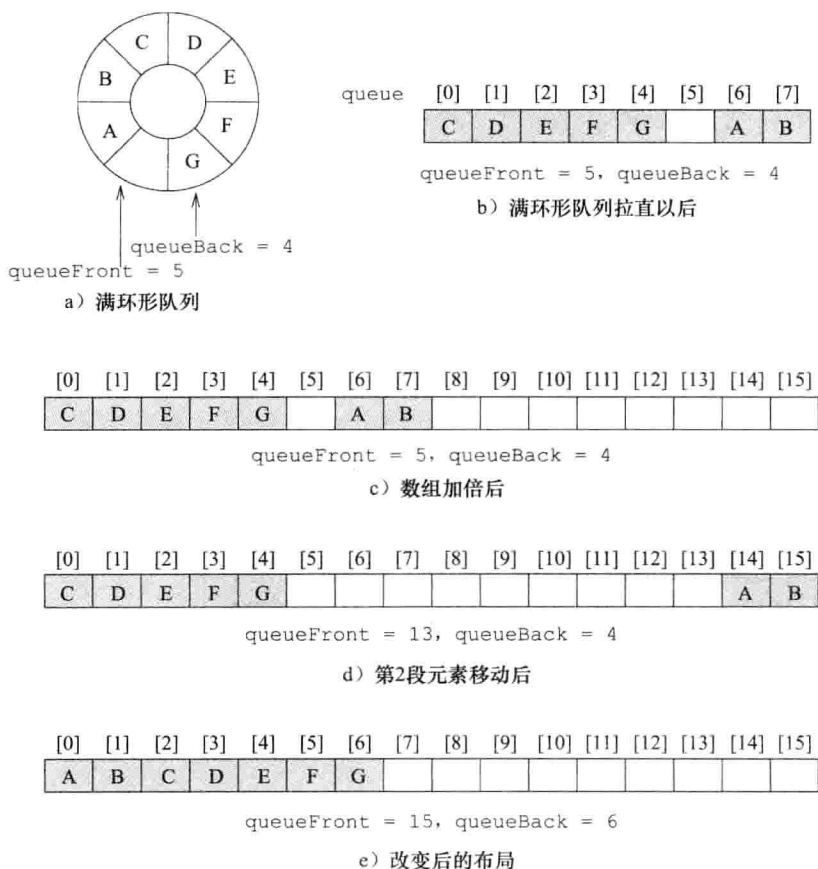 C D
B E
A F
G
queueBack = 4
queueFront = 5
a）满环形队列
queue [0] [1] [2] [3] [4] [5] [6] [7]
C D E F G A B
queueFront = 5, queueBack = 4
b）满环形队列拉直以后
[0] [1] [2] [3] [4] [5] [6] [7] [8] [9] [10] [11] [12] [13] [14] [15]
C D E F G A B
queueFront = 5, queueBack = 4
c）数组加倍后
[0] [1] [2] [3] [4] [5] [6] [7] [8] [9] [10] [11] [12] [13] [14] [15]
C D E F G A B
queueFront = 13, queueBack = 4
d）第2段元素移动后
[0] [1] [2] [3] [4] [5] [6] [7] [8] [9] [10] [11] [12] [13] [14] [15]
A B C D E F G
queueFront = 15, queueBack = 6
e）改变后的布局